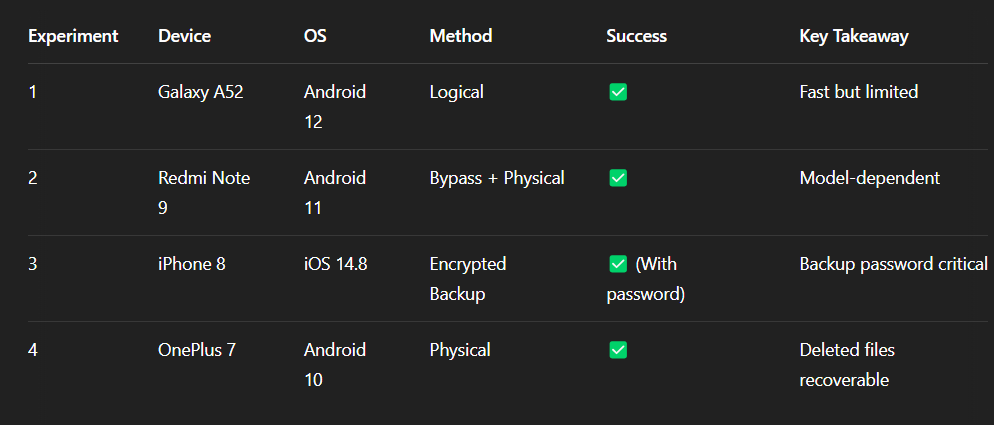 Experiment Device OS Method Success Key Takeaway
1 Galaxy A52 Android Logical ✅ Fast but limited
12
2 Redmi Note Android Bypass + Physical ✅ Model-dependent
9 11
3 iPhone 8 iOS 14.8 Encrypted ✅ (With Backup password critical
Backup password)
4 OnePlus 7 Android Physical ✅ Deleted files
10 recoverable